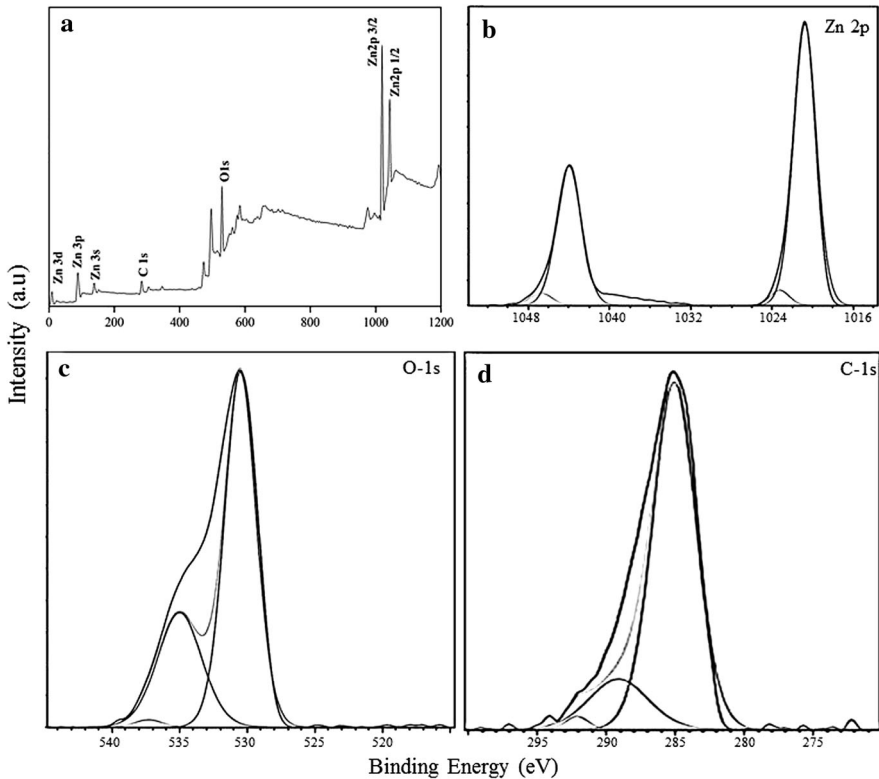 a
Zn 3d
Zn 3p
Zn 3s
C 1s
O1s
Zn2p 3/2
Zn2p 1/2
0 200 400 600 800 1000 1200
b
Zn 2p
1048 1040 1032 1024 1016
Intensity (a.u)
c
O-1s
540 535 530 525 520
d
C-1s
295 290 285 280 275
Binding Energy (eV)